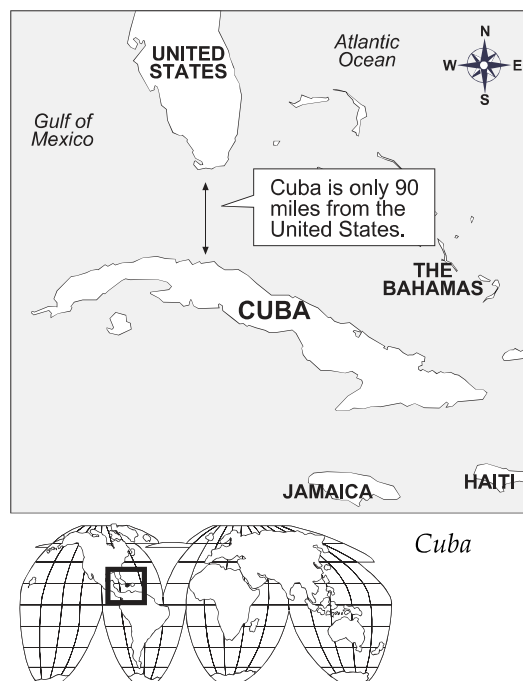 UNITED
STATES
Atlantic
Ocean
N
W
E
S
Gulf of
Mexico
Cuba is only 90
miles from the
United States.
THE
BAHAMAS
CUBA
JAMAICA
HAITI
Cuba